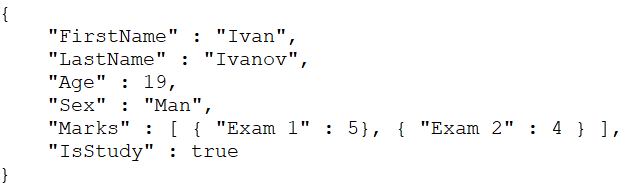 {
"FirstName" : "Ivan",
"LastName" : "Ivanov",
"Age" : 19,
"Sex" : "Man",
"Marks" : [ { "Exam 1" : 5}, { "Exam 2" : 4 } ],
"IsStudy" : true
}